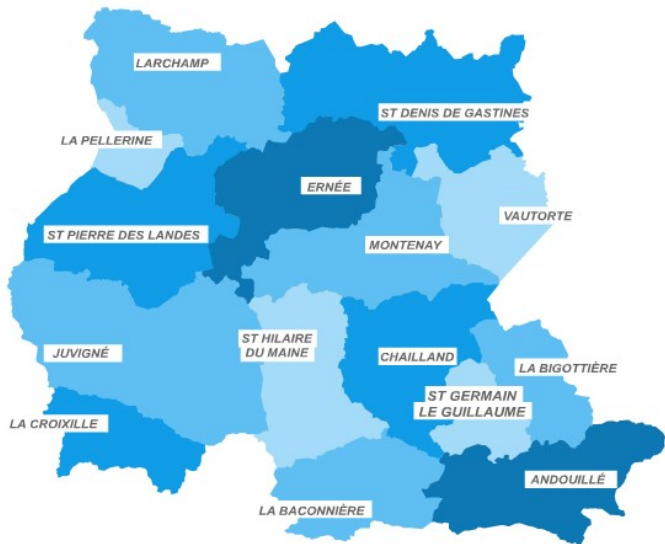 LARCHAMP
ST DENIS DE GASTINES
LA PELLERINE
ERNÉE
VAUTORTE
ST PIERRE DES LANDES
MONTENAY
ST HILAIRE
DU MAINE
JUVIGNÉ
CHAILLAND
LA BIGOTTIÈRE
ST GERMAIN
LE GUILLAUME
LA CROIXILLE
ANDOUILLÉ
LA BACONNIÈRE